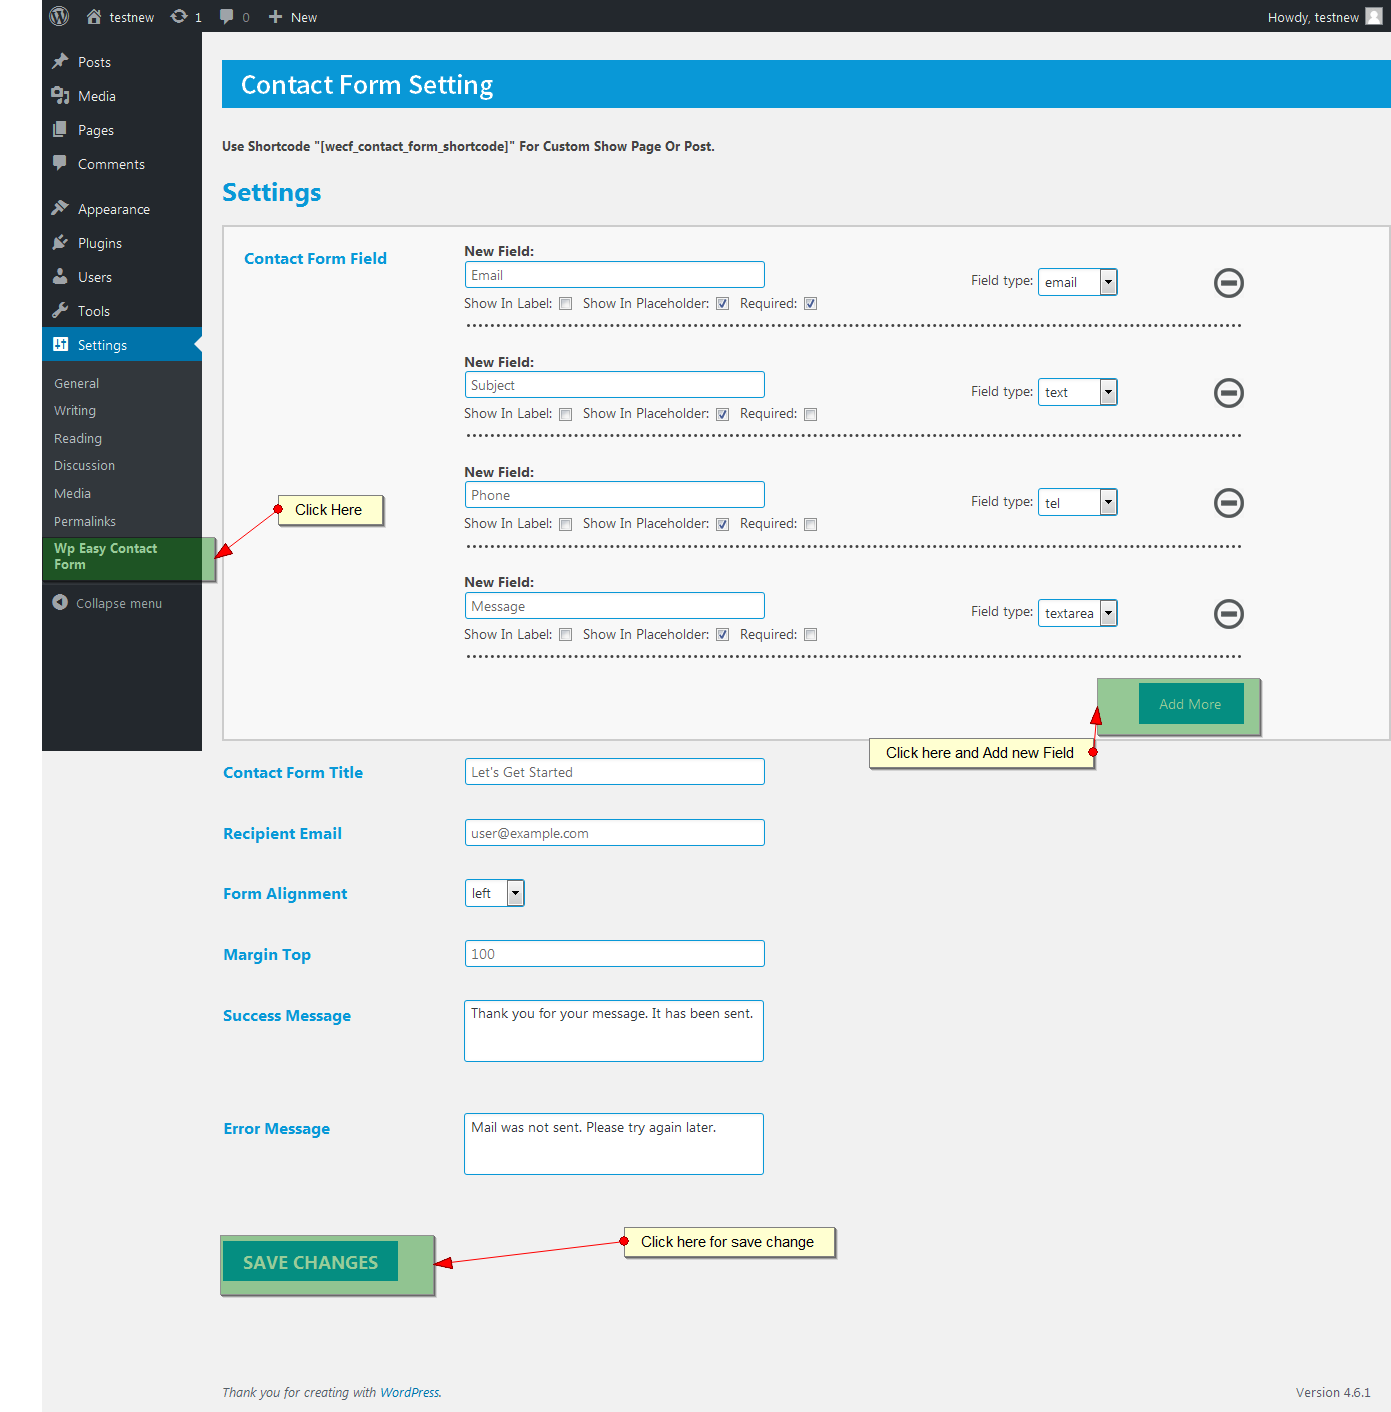 testnew 1 0 New Howdy, testnew
Posts
Media
Pages
Comments
Appearance
Plugins
Users
Tools
Settings
General
Writing
Reading
Discussion
Media
Permalinks
Wp Easy Contact
Form
Collapse menu
Click Here
Contact Form Setting
Use Shortcode "[wecf_contact_form_shortcode]" For Custom Show Page Or Post.
Settings
Contact Form Field
New Field:
Email
Field type: email
Show In Label: Show In Placeholder: Required:
New Field:
Subject
Field type: text
Show In Label: Show In Placeholder: Required:
New Field:
Phone
Field type: tel
Show In Label: Show In Placeholder: Required:
New Field:
Message
Field type: textarea
Show In Label: Show In Placeholder: Required:
Add More
Click here and Add new Field
Contact Form Title Let's Get Started
Recipient Email user@example.com
Form Alignment left
Margin Top 100
Success Message Thank you for your message. It has been sent.
Error Message Mail was not sent. Please try again later.
Click here for save change
SAVE CHANGES
Thank you for creating with WordPress. Version 4.6.1